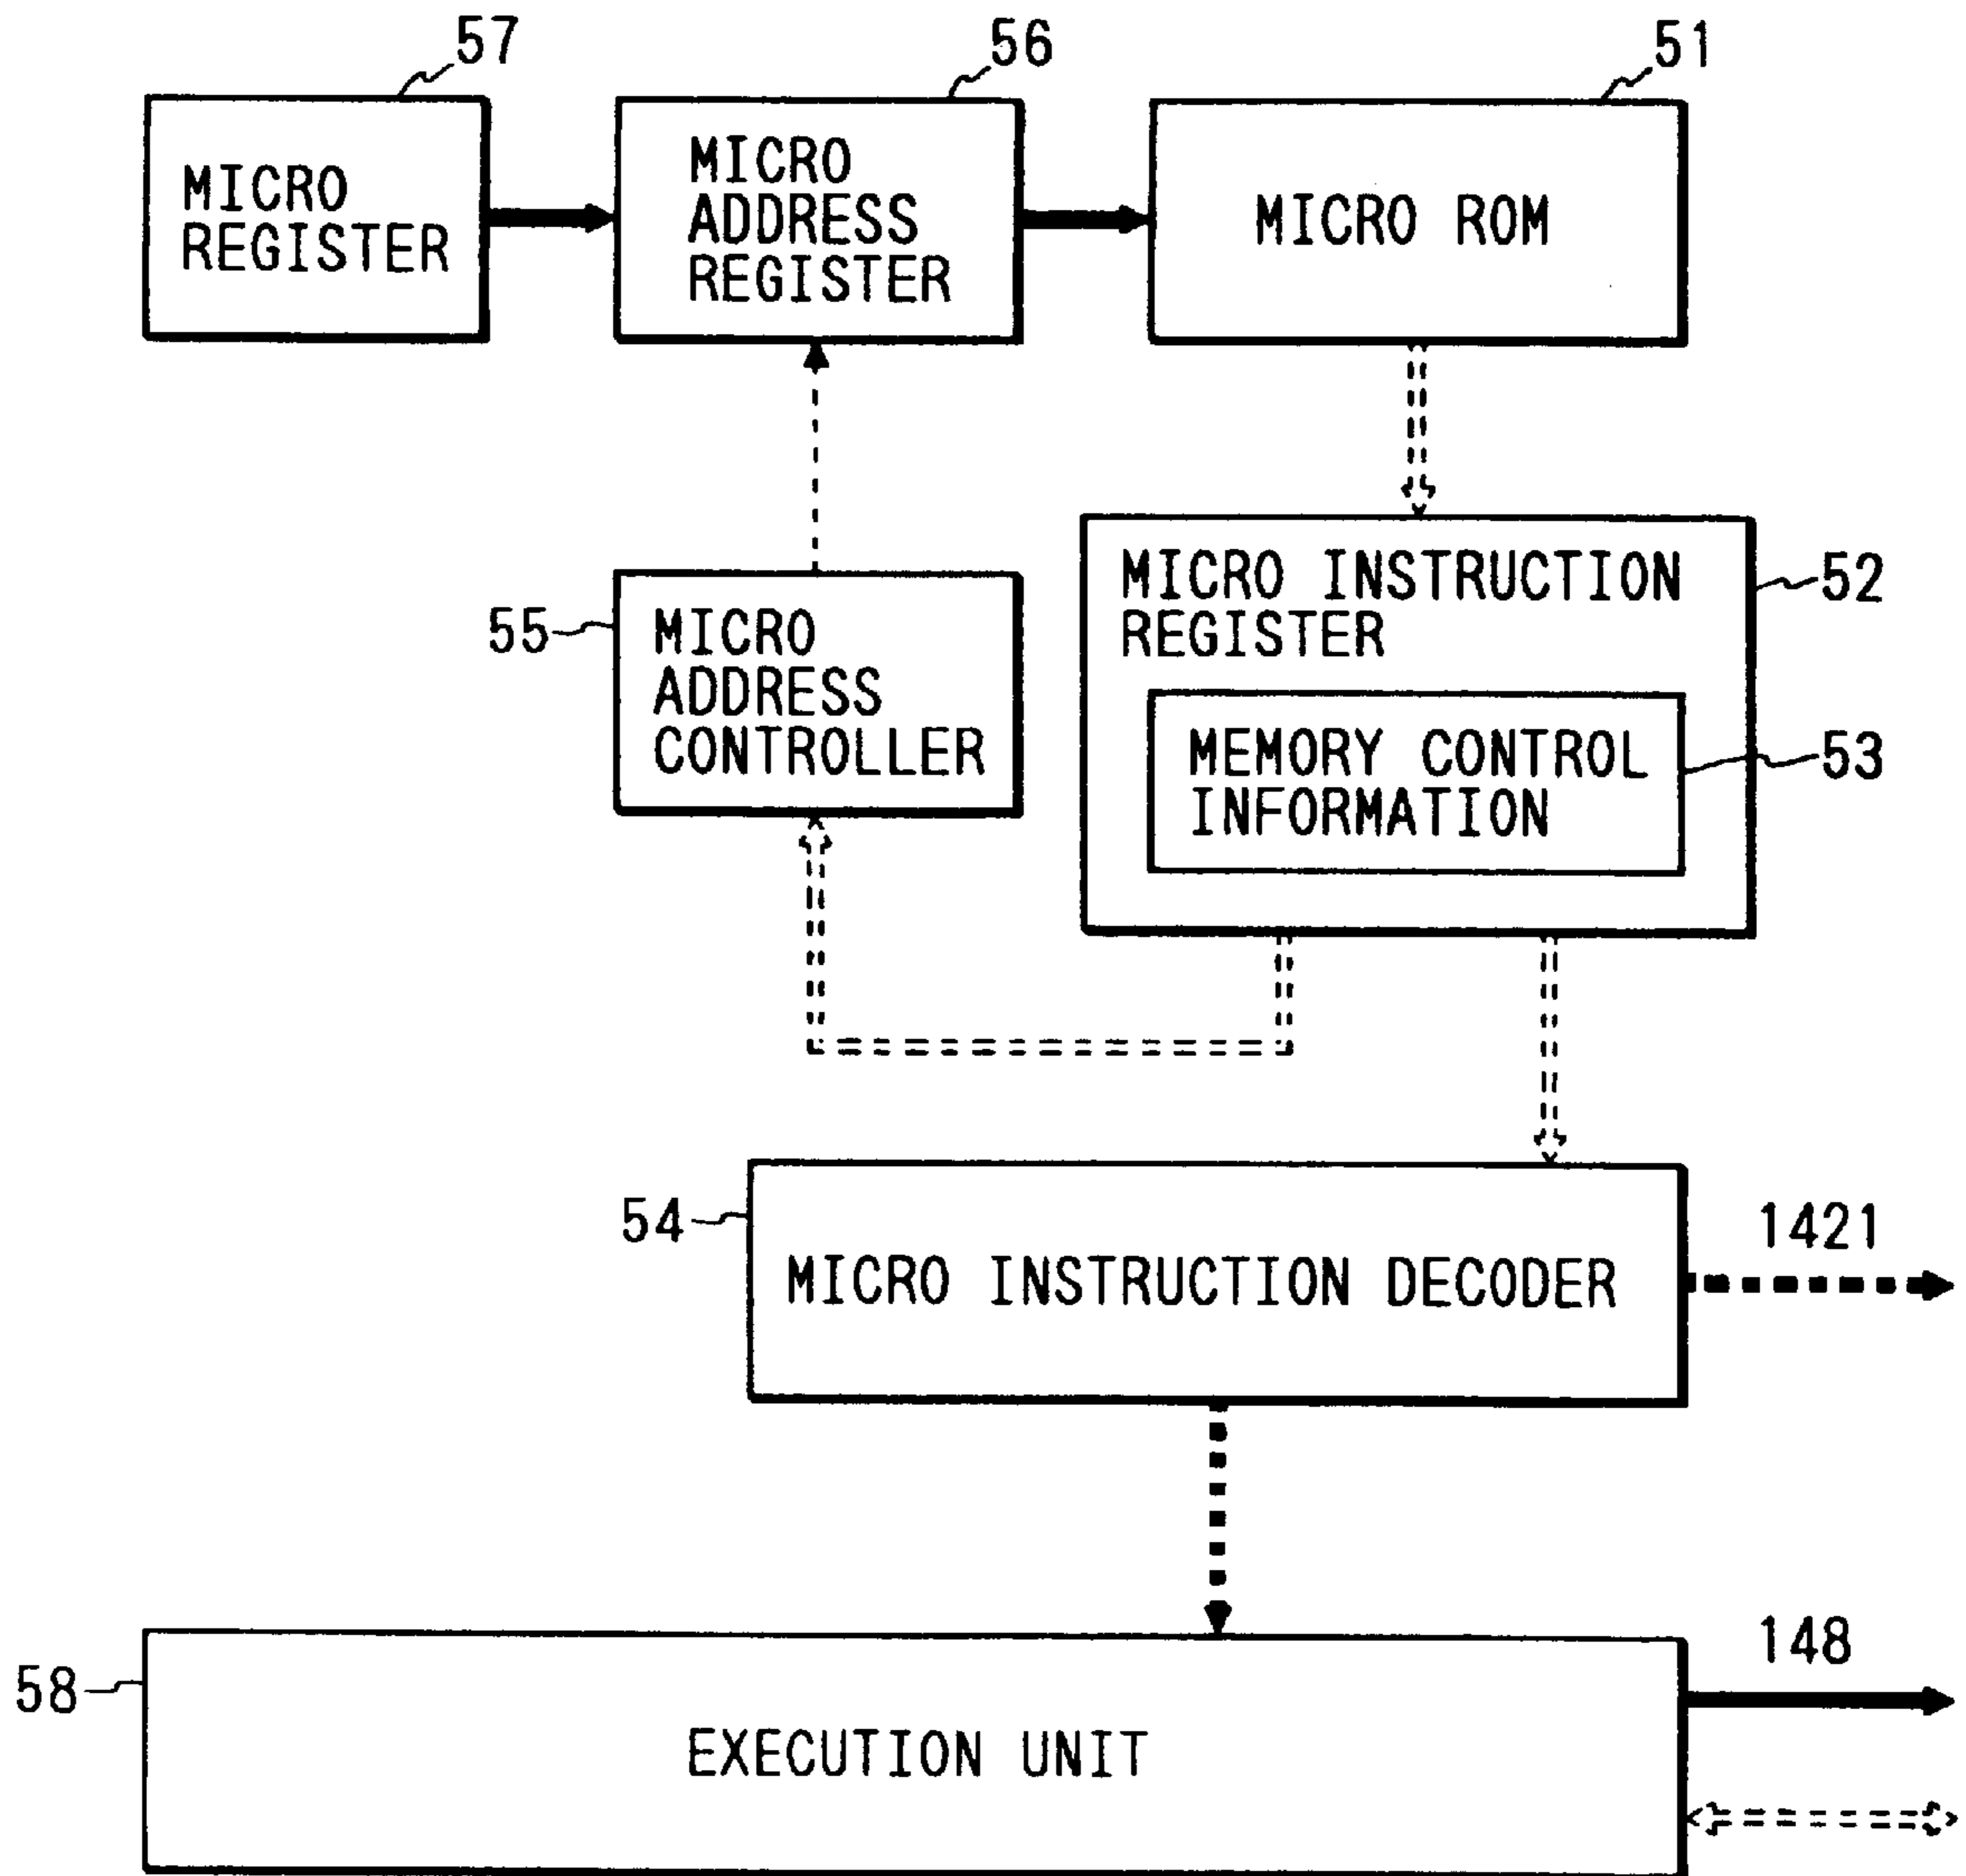 57
56
51
MICRO
REGISTER
MICRO
ADDRESS
REGISTER
MICRO ROM
MICRO INSTRUCTION
REGISTER
52
55
MICRO
ADDRESS
CONTROLLER
MEMORY CONTROL
INFORMATION
53
54
MICRO INSTRUCTION DECODER
1421
58
EXECUTION UNIT
148